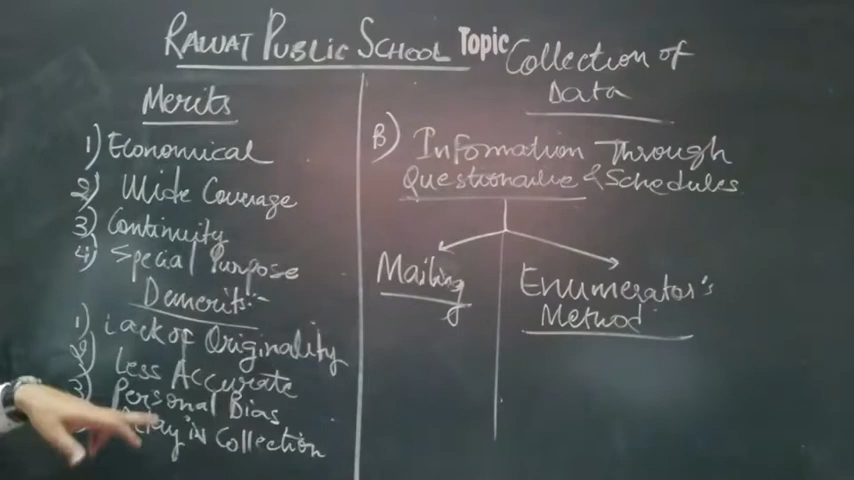 RAWAT PUBLIC SCHOOL Topic Collection of Data
Merits
1) Economical
2) Wide Coverage
3) Continuity
4) Special Purpose
Demerits:-
1) Lack of Originality
2) Less Accurate
3) Personal Bias
in Collection
B) Information Through
Questionaire & Schedules
Mailing
Enumerator's
Method